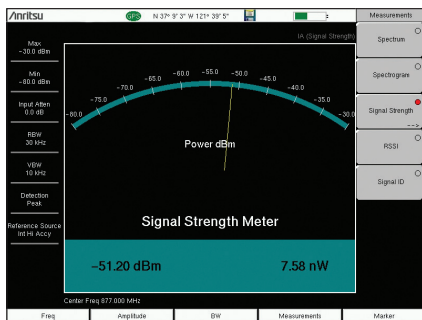 Anritsu
GPS N 37° 9' 3" W 121° 39' 5"
Measurements
IA (Signal Strength)
Max
-30.0 dBm
Min
-80.0 dBm
Input Atten
0.0 dB
RBW
30 kHz
VBW
10 kHz
Detection
Peak
Reference Source
Int Hi Accy
-80.0 -75.0 -70.0 -65.0 -60.0 -55.0 -50.0 -45.0 -40.0 -35.0 -30.0
Power dBm
Signal Strength Meter
-51.20 dBm 7.58 nW
Center Freq 877.000 MHz
Spectrum
Spectrogram
Signal Strength
-->
RSSI
Signal ID
Freq Amplitude BW Measurements Marker